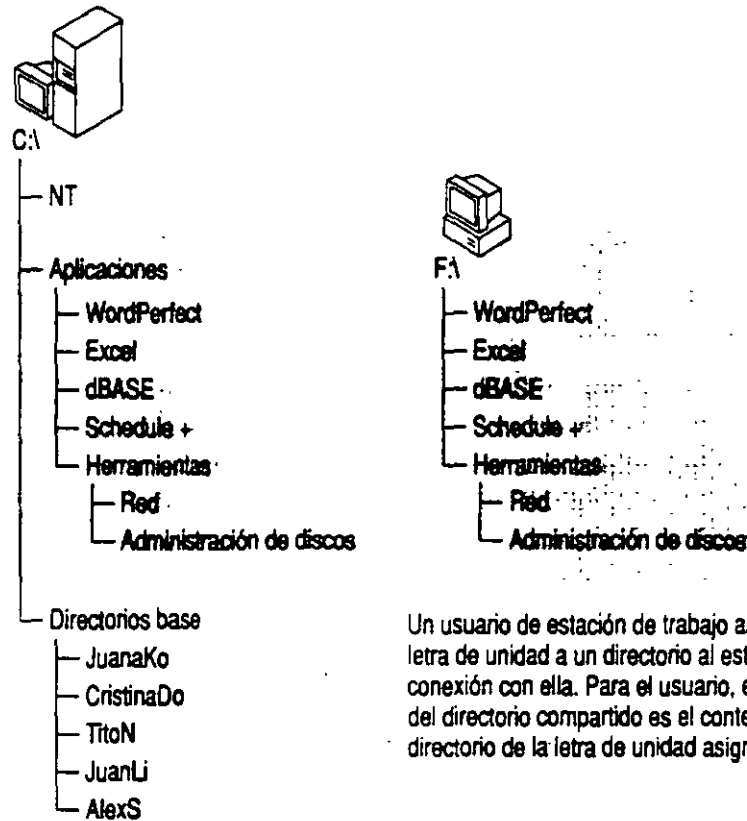 C:\
NT
Aplicaciones
WordPerfect
Excel
dBASE
Schedule +
Herramientas
Red
Administración de discos
Directorios base
JuanaKo
CristinaDo
TitoN
JuanLi
AlexS
F:\
WordPerfect
Excel
dBASE
Schedule +
Herramientas
Red
Administración de discos
Un usuario de estación de trabajo
letra de unidad a un directorio al
conexión con ella. Para el usuario,
del directorio compartido es el
directorio de la letra de unidad